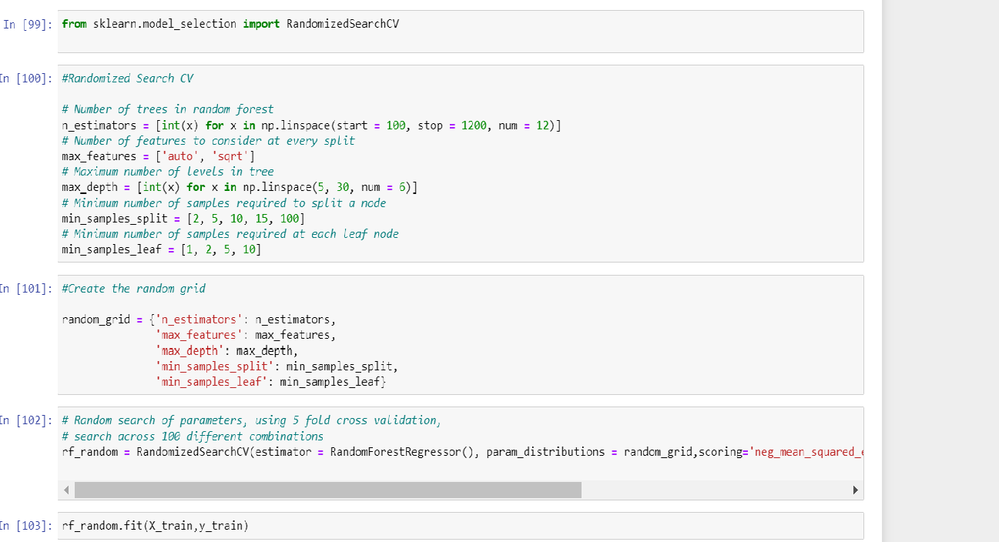 In [99]: from sklearn.model_selection import RandomizedSearchCV
In [100]: #Randomized Search CV
# Number of trees in random forest
n_estimators = [int(x) for x in np.linspace(start = 100, stop = 1200, num = 12)]
# Number of features to consider at every split
max_features = ['auto', 'sqrt']
# Maximum number of levels in tree
max_depth = [int(x) for x in np.linspace(5, 30, num = 6)]
# Minimum number of samples required to split a node
min_samples_split = [2, 5, 10, 15, 100]
# Minimum number of samples required at each leaf node
min_samples_leaf = [1, 2, 5, 10]
In [101]: #Create the random grid
random_grid = {'n_estimators': n_estimators,
'max_features': max_features,
'max_depth': max_depth,
'min_samples_split': min_samples_split,
'min_samples_leaf': min_samples_leaf}
In [102]: # Random search of parameters, using 5 fold cross validation,
# search across 100 different combinations
rf_random = RandomizedSearchCV(estimator = RandomForestRegressor(), param_distributions = random_grid,scoring='neg_mean_squared_e
In [103]: rf_random.fit(X_train,y_train)